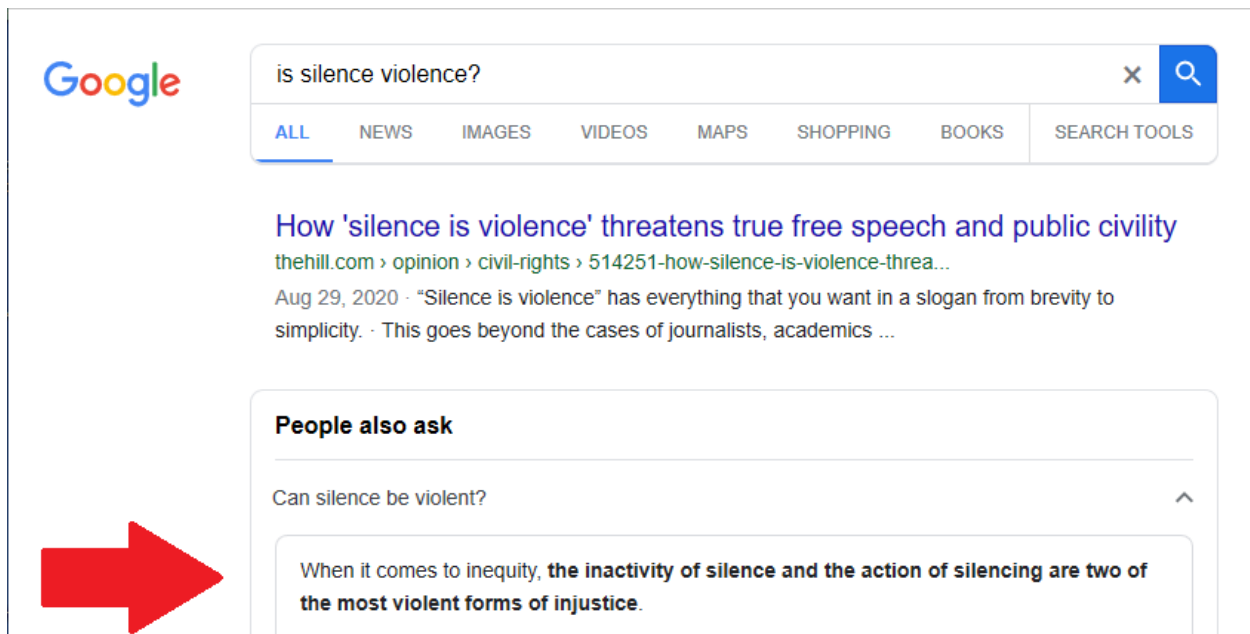 Google
is silence violence?
ALL NEWS IMAGES VIDEOS MAPS SHOPPING BOOKS SEARCH TOOLS
How 'silence is violence' threatens true free speech and public civility
thehill.com › opinion › civil-rights › 514251-how-silence-is-violence-threa...
Aug 29, 2020 · “Silence is violence” has everything that you want in a slogan from brevity to
simplicity. · This goes beyond the cases of journalists, academics ...
People also ask
Can silence be violent?
When it comes to inequity, the inactivity of silence and the action of silencing are two of
the most violent forms of injustice.